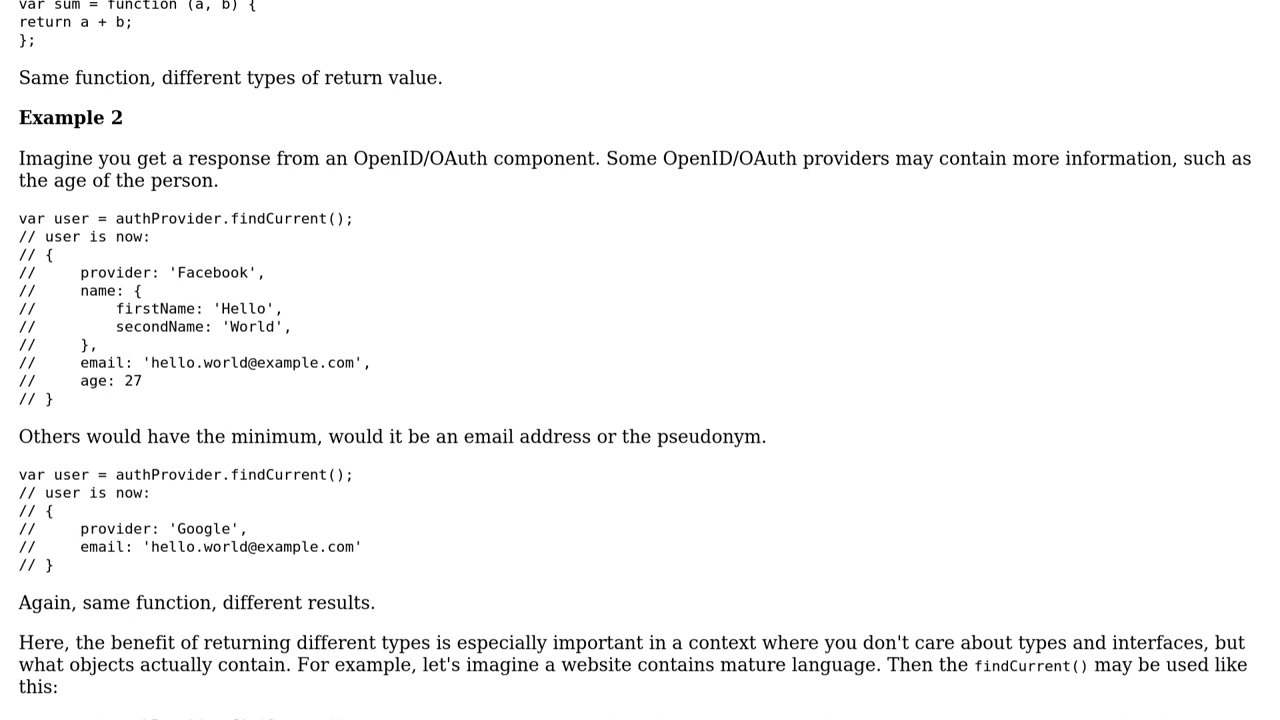 var sum = function (a, b) {
return a + b;
};
Same function, different types of return value.
Example 2
Imagine you get a response from an OpenID/OAuth component. Some OpenID/OAuth providers may contain more information, such as
the age of the person.
var user = authProvider.findCurrent();
// user is now:
// {
//     provider: 'Facebook',
//     name: {
//         firstName: 'Hello',
//         secondName: 'World',
//     },
//     email: 'hello.world@example.com',
//     age: 27
// }
Others would have the minimum, would it be an email address or the pseudonym.
var user = authProvider.findCurrent();
// user is now:
// {
//     provider: 'Google',
//     email: 'hello.world@example.com'
// }
Again, same function, different results.
Here, the benefit of returning different types is especially important in a context where you don't care about types and interfaces, but
what objects actually contain. For example, let's imagine a website contains mature language. Then the findCurrent() may be used like
this: